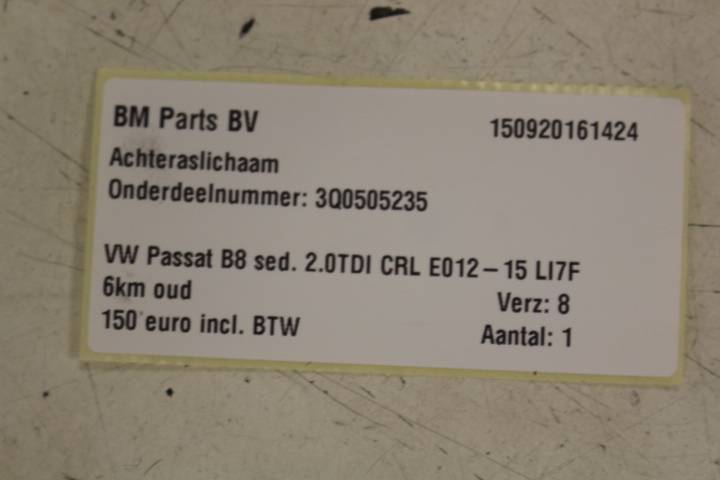 BM Parts BV 150920161424
Achteraslichaam
Onderdeelnummer: 3Q0505235
VW Passat B8 sed. 2.0TDI CRL E012-15 LI7F
6km oud Verz: 8
150 euro incl. BTW Aantal: 1